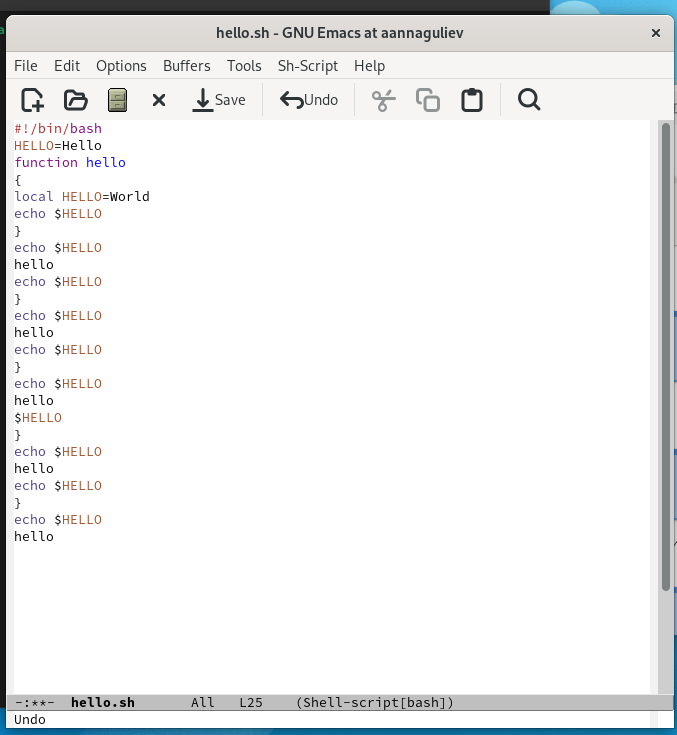 hello.sh - GNU Emacs at aannaguliev
File Edit Options Buffers Tools Sh-Script Help
Save Undo
#!/bin/bash
HELLO=Hello
function hello
{
local HELLO=World
echo $HELLO
}
echo $HELLO
hello
echo $HELLO
}
echo $HELLO
hello
echo $HELLO
}
echo $HELLO
hello
$HELLO
}
echo $HELLO
hello
echo $HELLO
}
echo $HELLO
hello
-:**- hello.sh All L25 (Shell-script[bash])
Undo